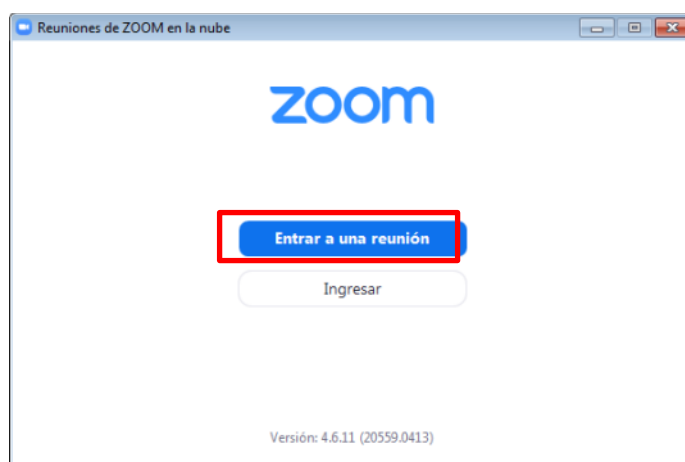 Reuniones de ZOOM en la nube
zoom
Entrar a una reunión
Ingresar
Versión: 4.6.11 (20559.0413)